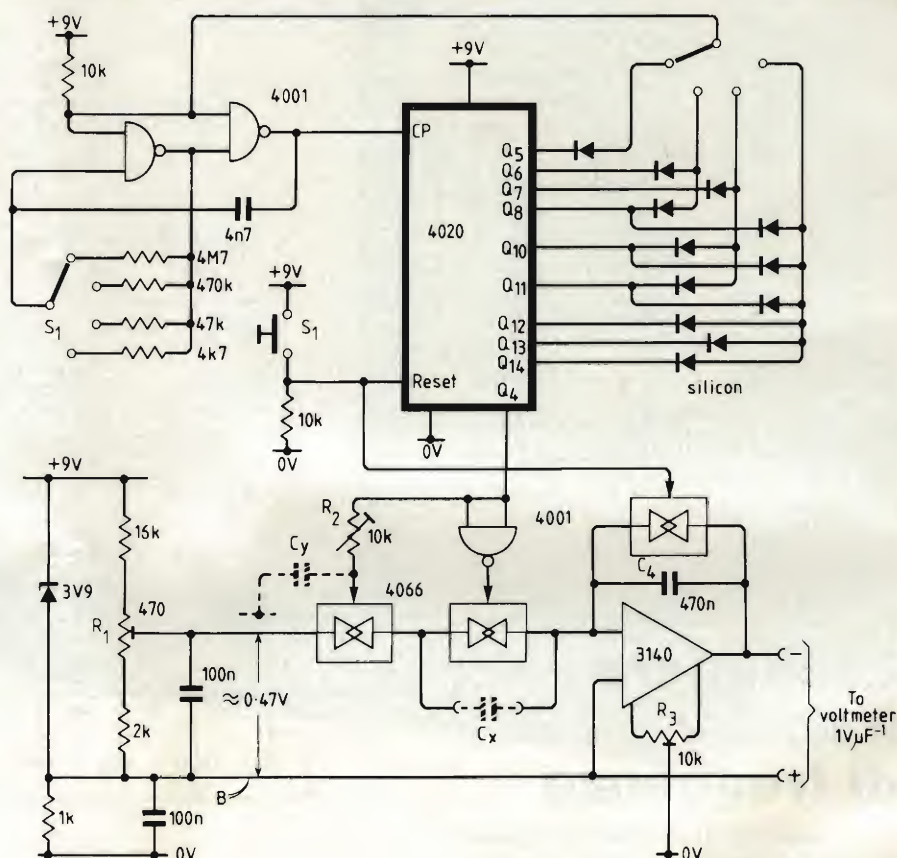 +9V
10k
4001
+9V
CP
4020
Q5
Q6
Q7
Q8
Q10
Q11
Q12
Q13
Q14
Q4
Reset
silicon
4n7
4M7
470k
47k
4k7
S1
+9V
S1
10k
0V
0V
+9V
15k
3V9
R1
470
2k
1k
100n
100n
≈0·47V
B
0V
R2
10k
Cy
4066
4001
Cx
C4
470n
3140
R3
10k
0V
−
+
To
voltmeter
1VµF⁻¹